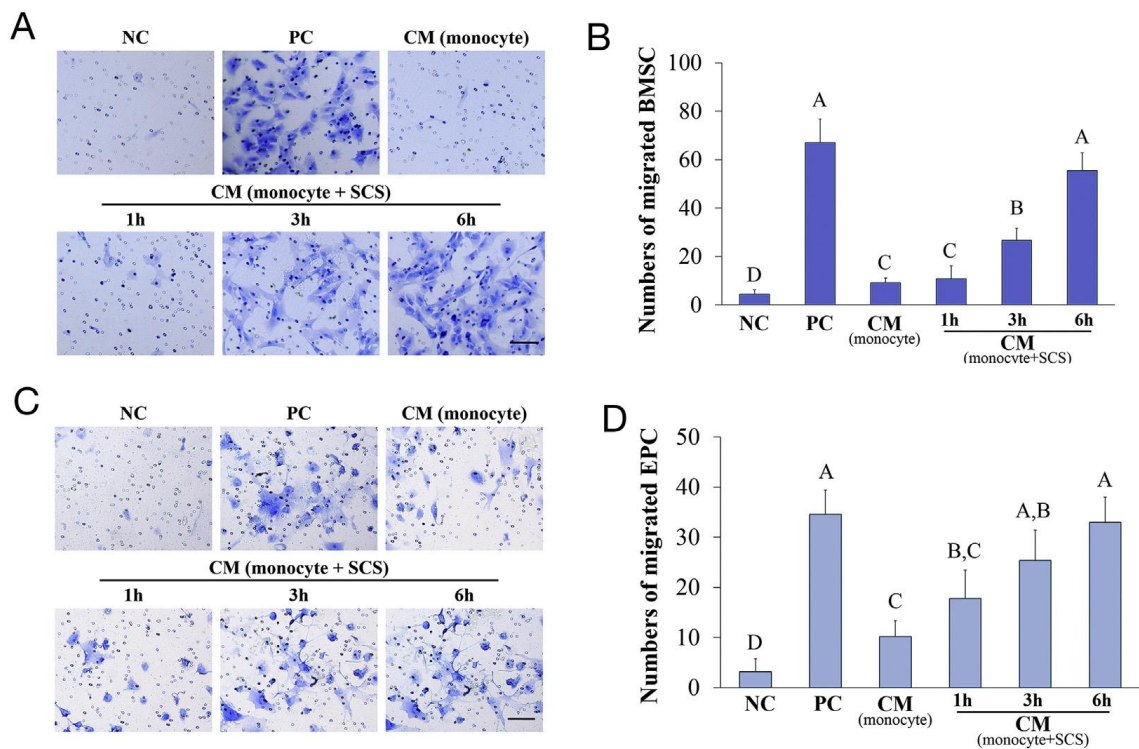 A
NC PC CM (monocyte)
CM (monocyte + SCS)
1h 3h 6h
B
Numbers of migrated BMSC
100
80
60
40
20
0
D A C C B A
NC PC CM 1h 3h 6h
(monocyte) CM
(monocyte+SCS)
C
NC PC CM (monocyte)
CM (monocyte + SCS)
1h 3h 6h
D
Numbers of migrated EPC
50
40
30
20
10
0
D A C B,C A,B A
NC PC CM 1h 3h 6h
(monocyte) CM
(monocyte+SCS)